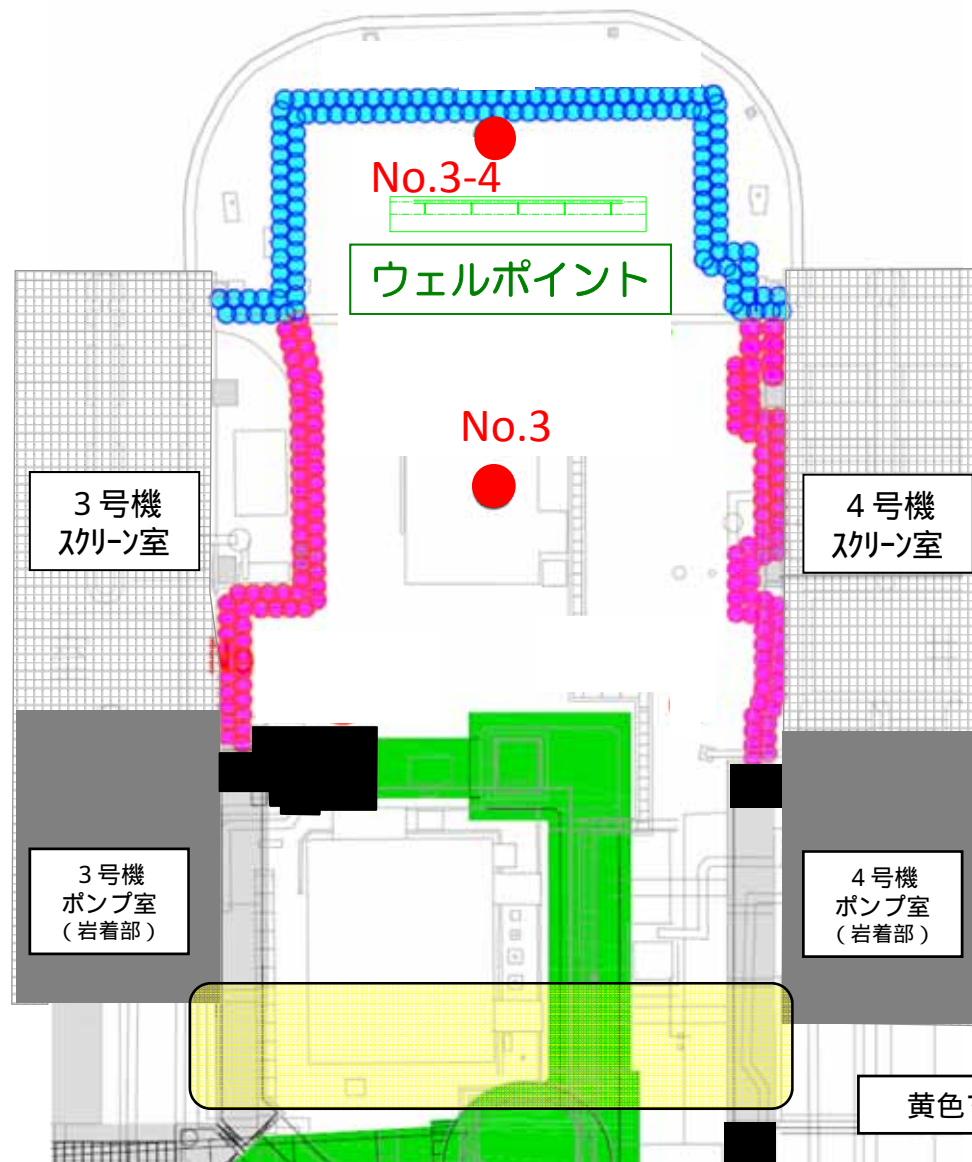 No.3-4
ウェルポイント
No.3
３号機
スクリーン室
４号機
スクリーン室
３号機
ポンプ室
（岩着部）
４号機
ポンプ室
（岩着部）
黄色